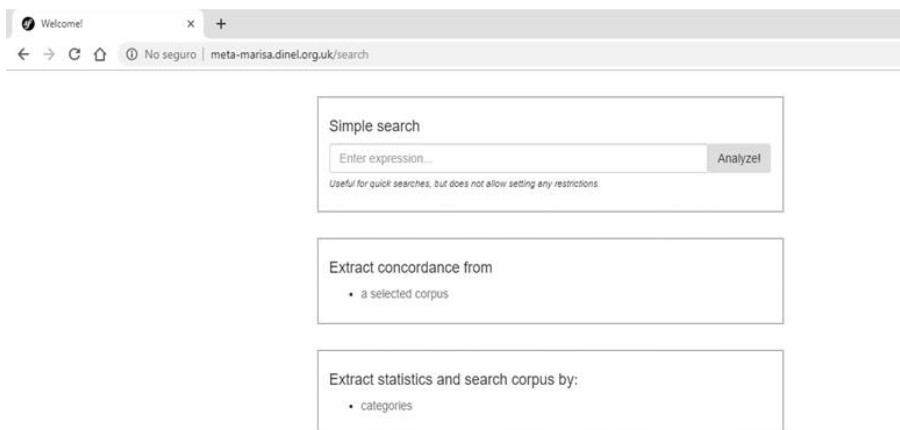 Welcome!
No seguro | meta-marisa.dinel.org.uk/search
Simple search
Enter expression... Analyze!
Useful for quick searches, but does not allow setting any restrictions.
Extract concordance from
• a selected corpus
Extract statistics and search corpus by:
• categories